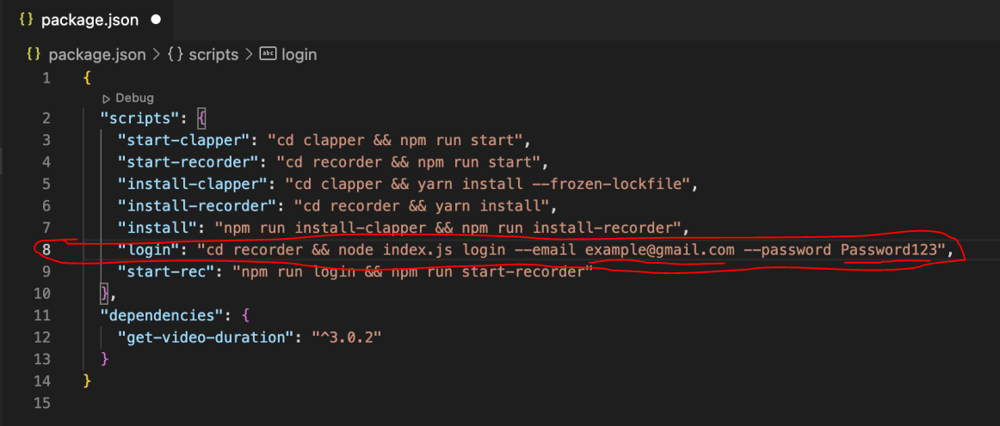 {} package.json ●
{} package.json > {} scripts > abc login
1 {
Debug
2 "scripts": {
3 "start-clapper": "cd clapper && npm run start",
4 "start-recorder": "cd recorder && npm run start",
5 "install-clapper": "cd clapper && yarn install --frozen-lockfile",
6 "install-recorder": "cd recorder && yarn install",
7 "install": "npm run install-clapper && npm run install-recorder",
8 "login": "cd recorder && node index.js login --email example@gmail.com --password Password123",
9 "start-rec": "npm run login && npm run start-recorder"
10 },
11 "dependencies": {
12 "get-video-duration": "^3.0.2"
13 }
14 }
15